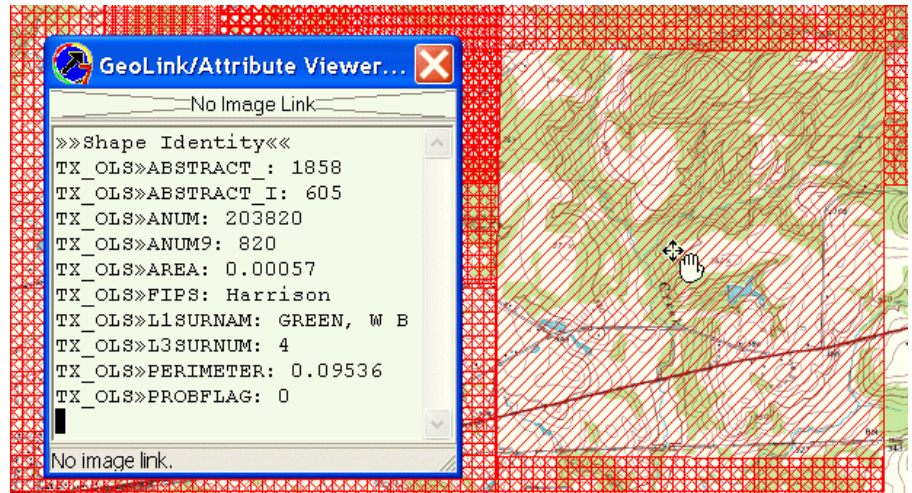 GeoLink/Attribute Viewer...
No Image Link
»»Shape Identity««
TX_OLS»ABSTRACT_: 1858
TX_OLS»ABSTRACT_I: 605
TX_OLS»ANUM: 203820
TX_OLS»ANUM9: 820
TX_OLS»AREA: 0.00057
TX_OLS»FIPS: Harrison
TX_OLS»L1SURNAM: GREEN, W B
TX_OLS»L3SURNUM: 4
TX_OLS»PERIMETER: 0.09536
TX_OLS»PROBFLAG: 0
No image link.
BM
343